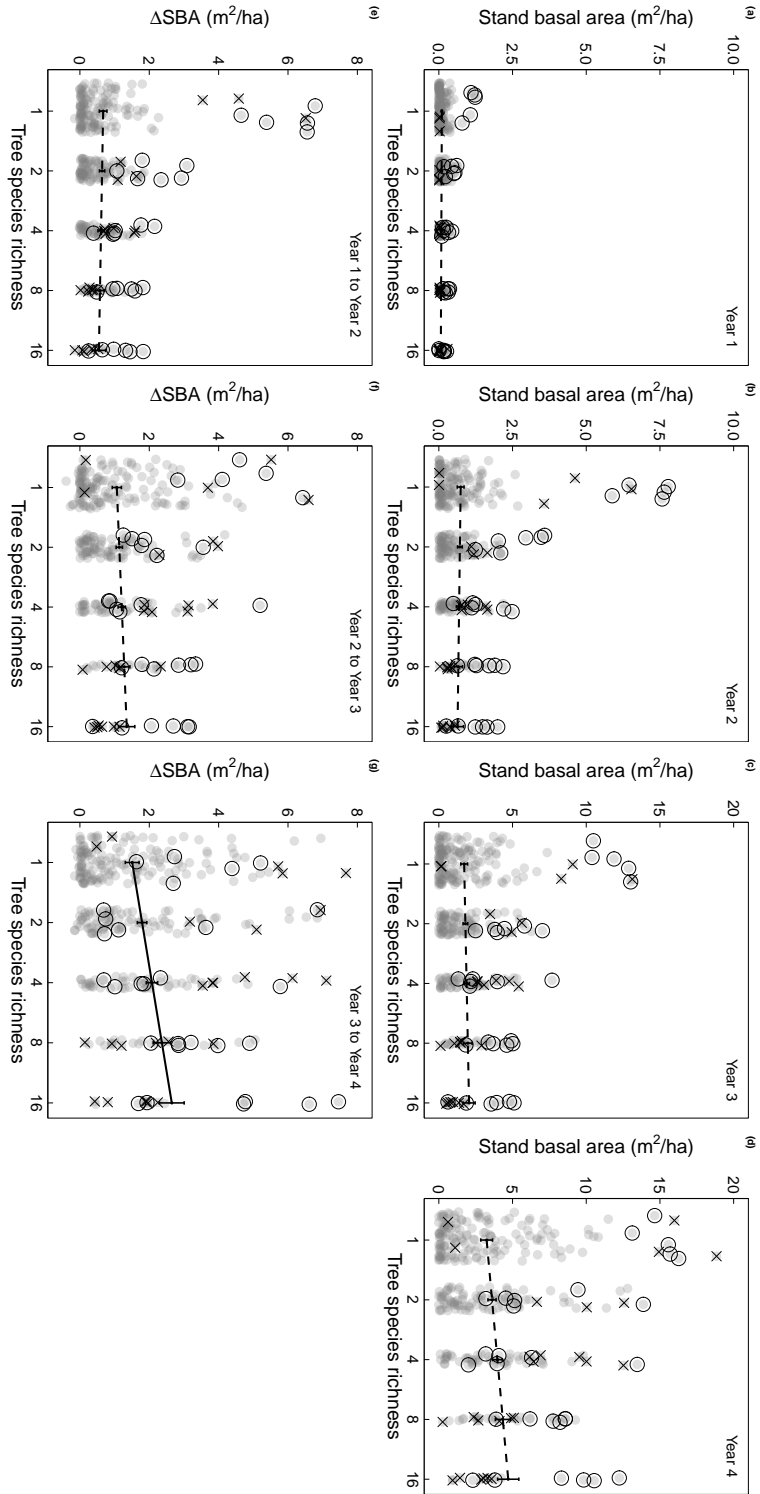 (a)
Stand basal area (m²/ha)
10.0
7.5
5.0
2.5
0.0
Year 1
1 2 4 8 16
Tree species richness
(b)
Stand basal area (m²/ha)
10.0
7.5
5.0
2.5
0.0
Year 2
1 2 4 8 16
Tree species richness
(c)
Stand basal area (m²/ha)
20
15
10
5
0
Year 3
1 2 4 8 16
Tree species richness
(d)
Stand basal area (m²/ha)
20
15
10
5
0
Year 4
1 2 4 8 16
Tree species richness
(e)
ΔSBA (m²/ha)
8
6
4
2
0
Year 1 to Year 2
1 2 4 8 16
Tree species richness
(f)
ΔSBA (m²/ha)
8
6
4
2
0
Year 2 to Year 3
1 2 4 8 16
Tree species richness
(g)
ΔSBA (m²/ha)
8
6
4
2
0
Year 3 to Year 4
1 2 4 8 16
Tree species richness